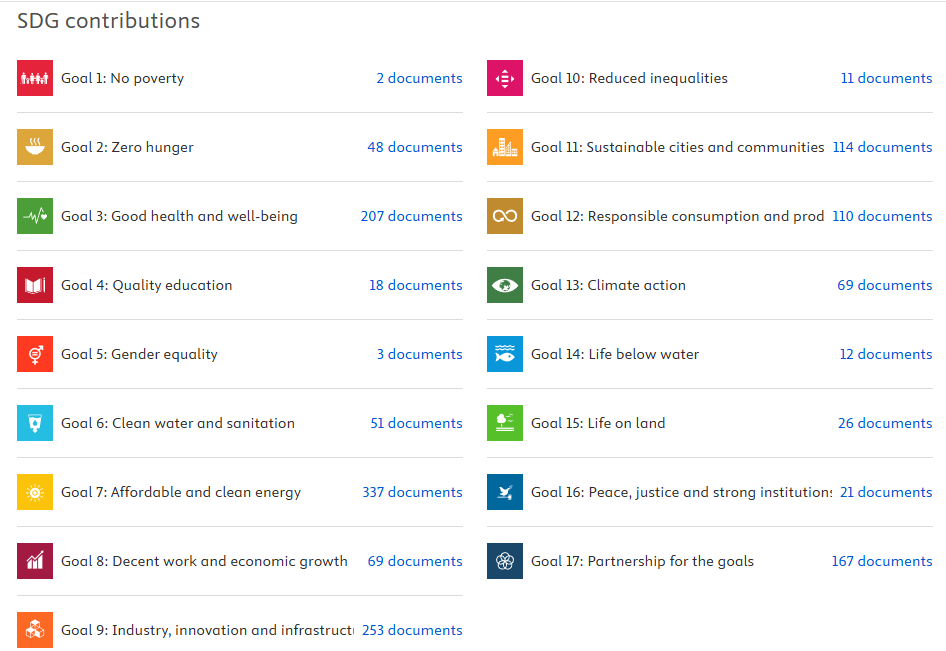 SDG contributions
Goal 1: No poverty 2 documents
Goal 2: Zero hunger 48 documents
Goal 3: Good health and well-being 207 documents
Goal 4: Quality education 18 documents
Goal 5: Gender equality 3 documents
Goal 6: Clean water and sanitation 51 documents
Goal 7: Affordable and clean energy 337 documents
Goal 8: Decent work and economic growth 69 documents
Goal 9: Industry, innovation and infrastruct 253 documents
Goal 10: Reduced inequalities 11 documents
Goal 11: Sustainable cities and communities 114 documents
Goal 12: Responsible consumption and prod 110 documents
Goal 13: Climate action 69 documents
Goal 14: Life below water 12 documents
Goal 15: Life on land 26 documents
Goal 16: Peace, justice and strong institutions 21 documents
Goal 17: Partnership for the goals 167 documents